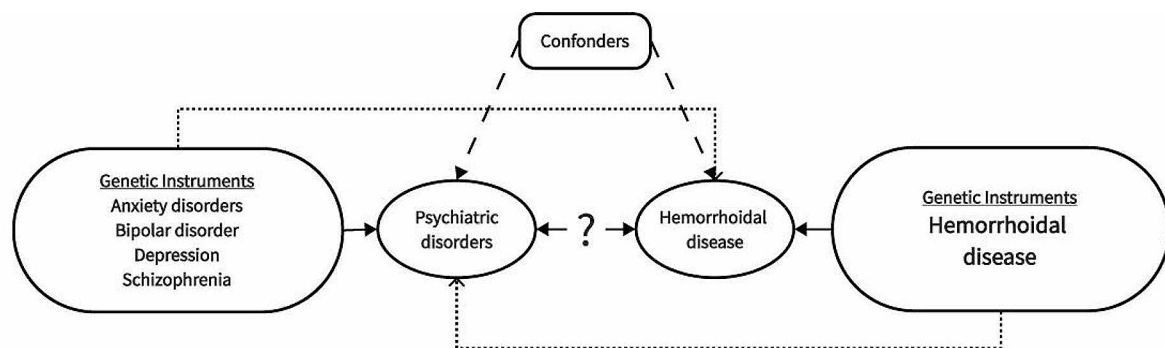 Confonders
Genetic Instruments
Anxiety disorders
Bipolar disorder
Depression
Schizophrenia
Psychiatric
disorders
?
Hemorrhoidal
disease
Genetic Instruments
Hemorrhoidal
disease